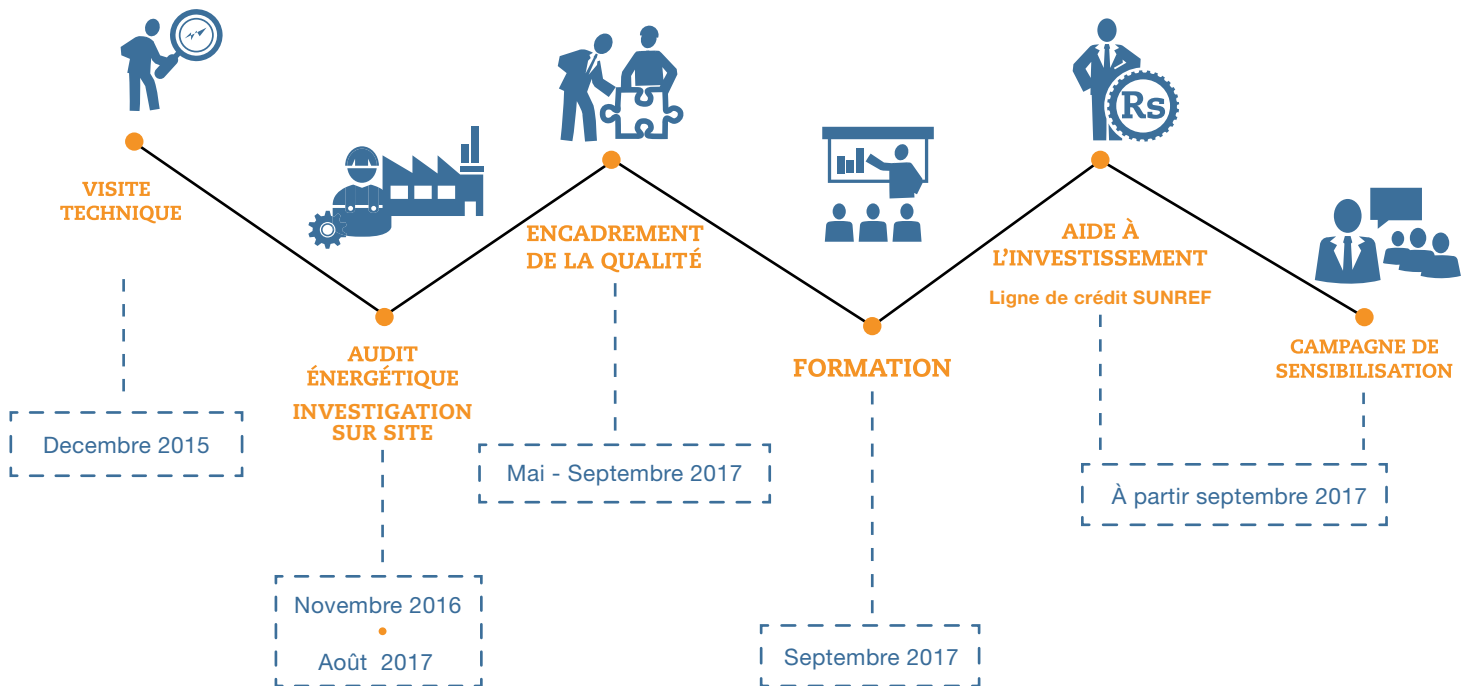 VISITE
TECHNIQUE
Decembre 2015
AUDIT
ÉNERGÉTIQUE
INVESTIGATION
SUR SITE
Novembre 2016
•
Août 2017
ENCADREMENT
DE LA QUALITÉ
Mai - Septembre 2017
FORMATION
Septembre 2017
Rs
AIDE À
L'INVESTISSEMENT
Ligne de crédit SUNREF
CAMPAGNE DE
SENSIBILISATION
À partir septembre 2017